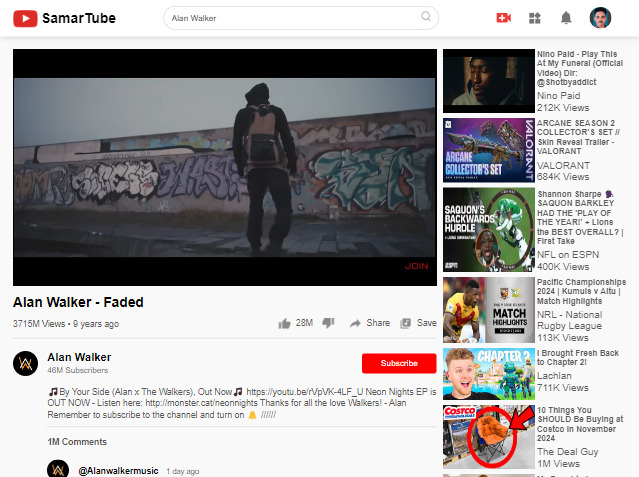 SamarTube
Alan Walker
JOIN
Alan Walker - Faded
3715M Views • 9 years ago
28M
Share
Save
Alan Walker
46M Subscribers
Subscribe
🎵By Your Side (Alan x The Walkers), Out Now🎵 https://youtu.be/rVpVK-4LF_U Neon Nights EP is
OUT NOW - Listen here: http://monster.cat/neonnights Thanks for all the love Walkers! - Alan
Remember to subscribe to the channel and turn on 🔔 //////
1M Comments
@Alanwalkermusic 1 day ago
Nino Paid - Play This
At My Funeral (Official
Video) Dir:
@Shotbyaddict
Nino Paid
212K Views
ARCANE
COLLECTOR'S SET
VALORANT
ARCANE SEASON 2
COLLECTOR'S SET //
Skin Reveal Trailer -
VALORANT
VALORANT
684K Views
SAQUON'S
BACKWARDS
HURDLE
ESPN
Shannon Sharpe 🗣
SAQUON BARKLEY
HAD THE 'PLAY OF
THE YEAR!' + Lions
the BEST OVERALL? |
First Take
NFL on ESPN
400K Views
MATCH
HIGHLIGHTS
Pacific Championships
2024 | Kumuls v Aitu |
Match Highlights
NRL - National
Rugby League
113K Views
CHAPTER 2
I Brought Fresh Back
to Chapter 2!
Lachlan
711K Views
COSTCO
WHOLESALE
10 Things You
SHOULD Be Buying at
Costco in November
2024
The Deal Guy
1M Views